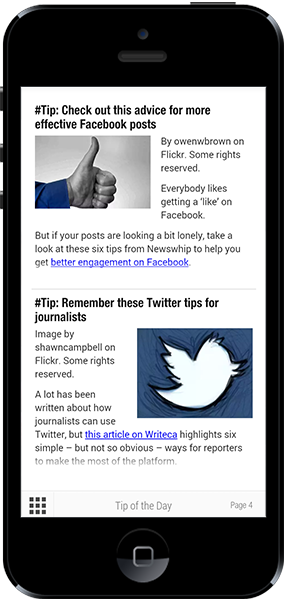 #Tip: Check out this advice for more
effective Facebook posts
By owenwbrown on
Flickr. Some rights
reserved.
Everybody likes
getting a ‘like’ on
Facebook.
But if your posts are looking a bit lonely, take a
look at these six tips from Newswhip to help you
get better engagement on Facebook.
#Tip: Remember these Twitter tips for
journalists
Image by
shawncampbell on
Flickr. Some rights
reserved.
A lot has been
written about how
journalists can use
Twitter, but this article on Writeca highlights six
simple – but not so obvious – ways for reporters
to make the most of the platform.
Tip of the Day
Page 4